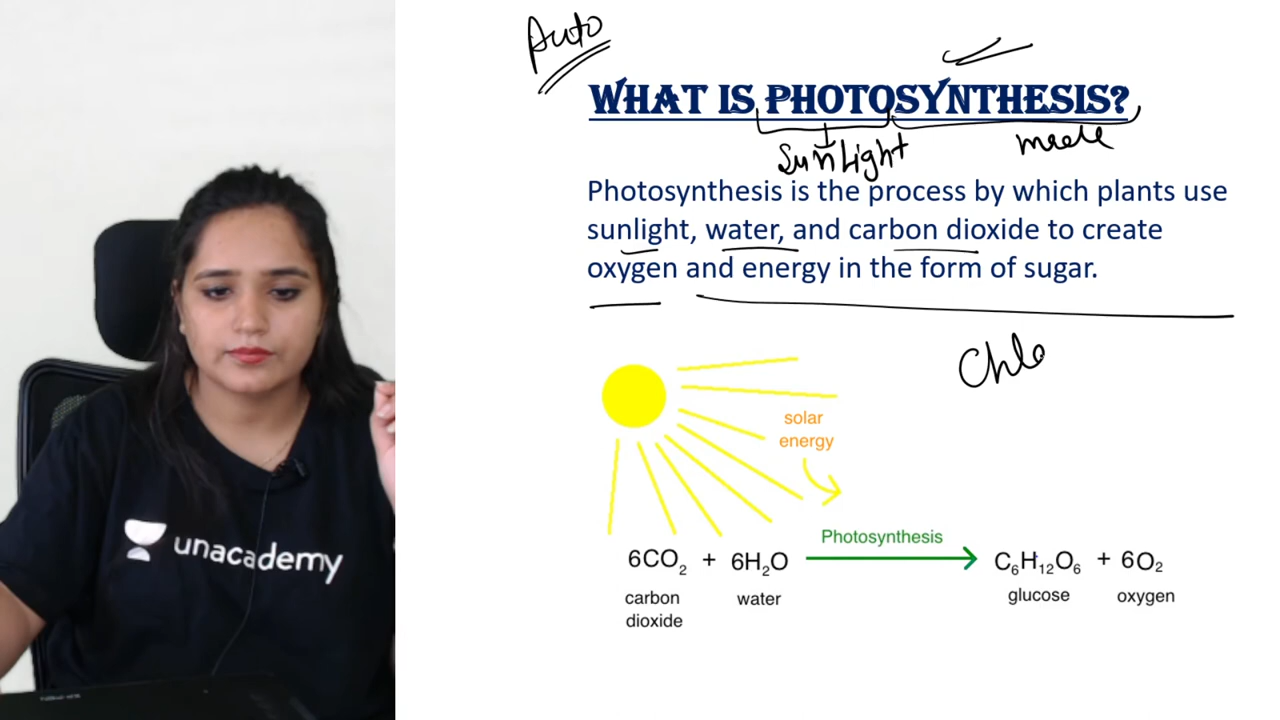 Auto
WHAT IS PHOTOSYNTHESIS?
SunLight
made
Photosynthesis is the process by which plants use
sunlight, water, and carbon dioxide to create
oxygen and energy in the form of sugar.
Chlo
solar
energy
Photosynthesis
6CO₂ + 6H₂O C₆H₁₂O₆ + 6O₂
carbon
dioxide
water
glucose
oxygen
unacademy